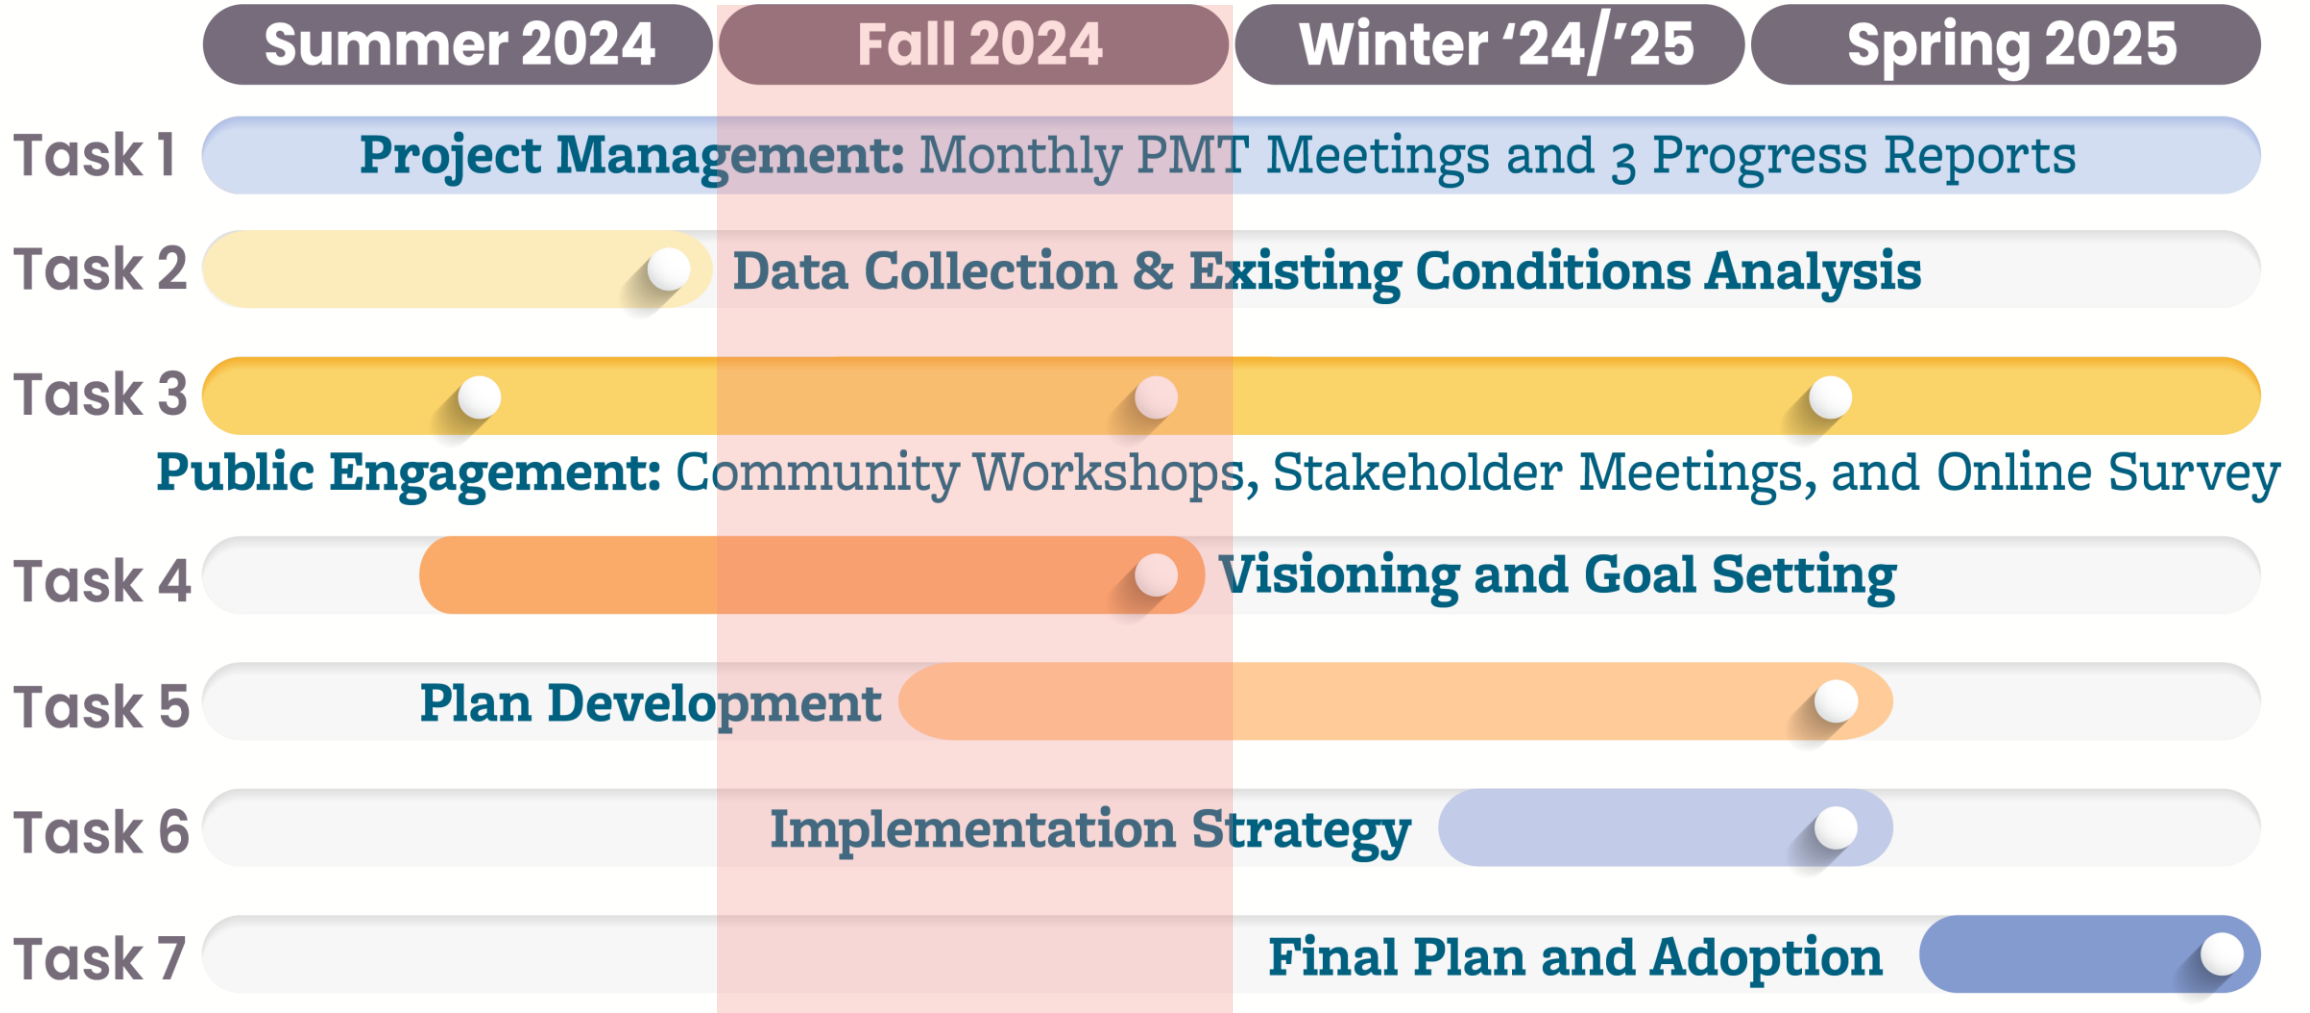 Summer 2024 Fall 2024 Winter ‘24/’25 Spring 2025
Task 1 Project Management: Monthly PMT Meetings and 3 Progress Reports
Task 2 Data Collection & Existing Conditions Analysis
Task 3
Public Engagement: Community Workshops, Stakeholder Meetings, and Online Survey
Task 4 Visioning and Goal Setting
Task 5 Plan Development
Task 6 Implementation Strategy
Task 7 Final Plan and Adoption